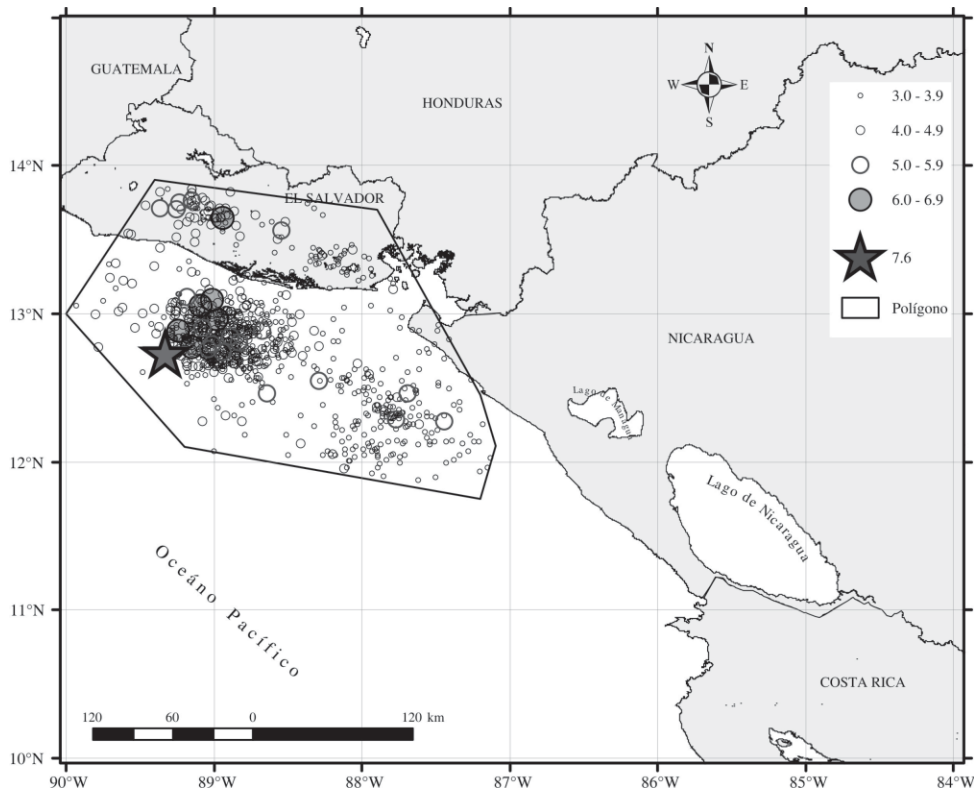 GUATEMALA
HONDURAS
N
W E
S
3.0 - 3.9
4.0 - 4.9
5.0 - 5.9
6.0 - 6.9
7.6
Polígono
14°N
EL SALVADOR
13°N
NICARAGUA
Lago de Managua
12°N
Lago de Nicaragua
Oceáno Pacífico
11°N
COSTA RICA
120 60 0 120 km
10°N
90°W 89°W 88°W 87°W 86°W 85°W 84°W